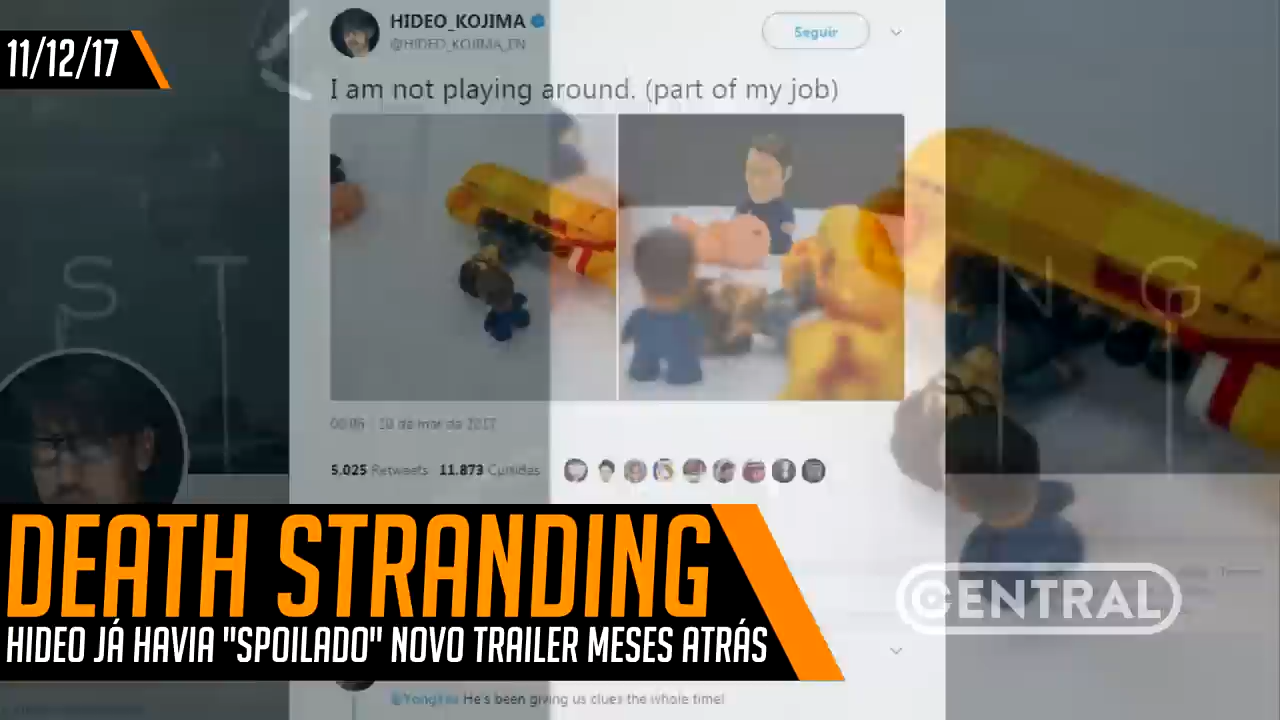 11/12/17
HIDEO_KOJIMA
@HIDEO_KOJIMA_EN
Seguir
I am not playing around. (part of my job)
S T N G
2017
5.025 Retweets 11.873 Curtidas
DEATH STRANDING
HIDEO JÁ HAVIA "SPOILADO" NOVO TRAILER MESES ATRÁS
CENTRAL
He's been giving us clues the whole time!